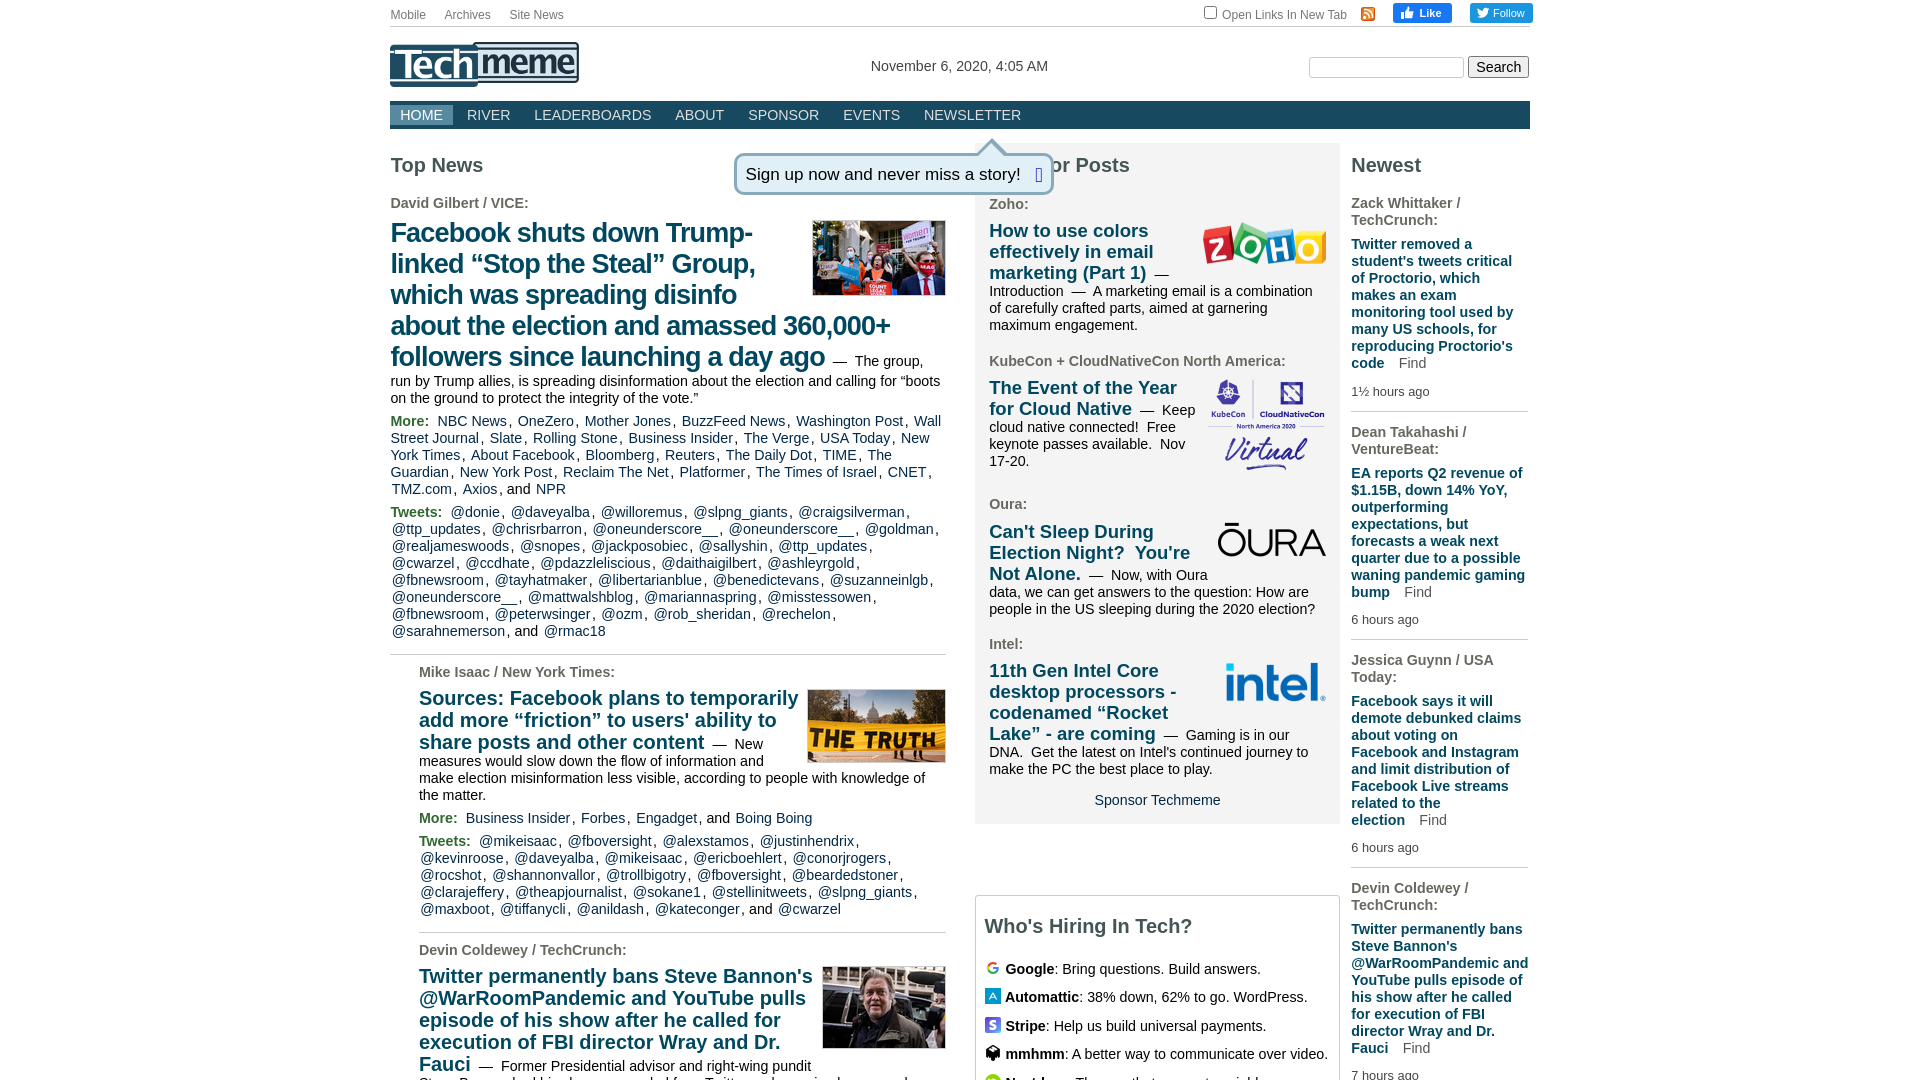 Mobile Archives Site News
Open Links In New Tab
Like
Follow
Techmeme
November 6, 2020, 4:05 AM
Search
HOME RIVER LEADERBOARDS ABOUT SPONSOR EVENTS NEWSLETTER
Sign up now and never miss a story!
Top News
David Gilbert / VICE:
Facebook shuts down Trump-
linked “Stop the Steal” Group,
which was spreading disinfo
about the election and amassed 360,000+
followers since launching a day ago — The group,
run by Trump allies, is spreading disinformation about the election and calling for “boots
on the ground to protect the integrity of the vote.”
More: NBC News, OneZero, Mother Jones, BuzzFeed News, Washington Post, Wall
Street Journal, Slate, Rolling Stone, Business Insider, The Verge, USA Today, New
York Times, About Facebook, Bloomberg, Reuters, The Daily Dot, TIME, The
Guardian, New York Post, Reclaim The Net, Platformer, The Times of Israel, CNET,
TMZ.com, Axios, and NPR
Tweets: @donie, @daveyalba, @willoremus, @slpng_giants, @craigsilverman,
@ttp_updates, @chrisrbarron, @oneunderscore__, @oneunderscore__, @goldman,
@realjameswoods, @snopes, @jackposobiec, @sallyshin, @ttp_updates,
@cwarzel, @ccdhate, @pdazzleliscious, @daithaigilbert, @ashleyrgold,
@fbnewsroom, @tayhatmaker, @libertarianblue, @benedictevans, @suzanneinlgb,
@oneunderscore__, @mattwalshblog, @mariannaspring, @misstessowen,
@fbnewsroom, @peterwsinger, @ozm, @rob_sheridan, @rechelon,
@sarahnemerson, and @rmac18
Mike Isaac / New York Times:
Sources: Facebook plans to temporarily
add more “friction” to users' ability to
share posts and other content — New
measures would slow down the flow of information and
make election misinformation less visible, according to people with knowledge of
the matter.
THE TRUTH
More: Business Insider, Forbes, Engadget, and Boing Boing
Tweets: @mikeisaac, @fboversight, @alexstamos, @justinhendrix,
@kevinroose, @daveyalba, @mikeisaac, @ericboehlert, @conorjrogers,
@rocshot, @shannonvallor, @trollbigotry, @fboversight, @beardedstoner,
@clarajeffery, @theapjournalist, @sokane1, @stellinitweets, @slpng_giants,
@maxboot, @tiffanycli, @anildash, @kateconger, and @cwarzel
Devin Coldewey / TechCrunch:
Twitter permanently bans Steve Bannon's
@WarRoomPandemic and YouTube pulls
episode of his show after he called for
execution of FBI director Wray and Dr.
Fauci — Former Presidential advisor and right-wing pundit
or Posts
Zoho:
How to use colors
effectively in email
marketing (Part 1) —
Introduction — A marketing email is a combination
of carefully crafted parts, aimed at garnering
maximum engagement.
ZOHO
KubeCon + CloudNativeCon North America:
The Event of the Year
for Cloud Native — Keep
cloud native connected! Free
keynote passes available. Nov
17-20.
KubeCon CloudNativeCon
North America 2020
Virtual
Oura:
Can't Sleep During
Election Night? You're
Not Alone. — Now, with Oura
data, we can get answers to the question: How are
people in the US sleeping during the 2020 election?
ŌURA
Intel:
11th Gen Intel Core
desktop processors -
codenamed “Rocket
Lake” - are coming — Gaming is in our
DNA. Get the latest on Intel's continued journey to
make the PC the best place to play.
intel.
Sponsor Techmeme
Who's Hiring In Tech?
Google: Bring questions. Build answers.
Automattic: 38% down, 62% to go. WordPress.
Stripe: Help us build universal payments.
mmhmm: A better way to communicate over video.
Newest
Zack Whittaker /
TechCrunch:
Twitter removed a
student's tweets critical
of Proctorio, which
makes an exam
monitoring tool used by
many US schools, for
reproducing Proctorio's
code Find
1½ hours ago
Dean Takahashi /
VentureBeat:
EA reports Q2 revenue of
$1.15B, down 14% YoY,
outperforming
expectations, but
forecasts a weak next
quarter due to a possible
waning pandemic gaming
bump Find
6 hours ago
Jessica Guynn / USA
Today:
Facebook says it will
demote debunked claims
about voting on
Facebook and Instagram
and limit distribution of
Facebook Live streams
related to the
election Find
6 hours ago
Devin Coldewey /
TechCrunch:
Twitter permanently bans
Steve Bannon's
@WarRoomPandemic and
YouTube pulls episode of
his show after he called
for execution of FBI
director Wray and Dr.
Fauci Find
7 hours ago